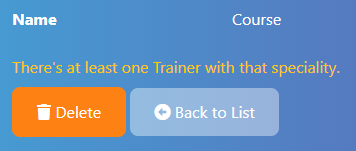 Name Course
There's at least one Trainer with that speciality.
Delete Back to List